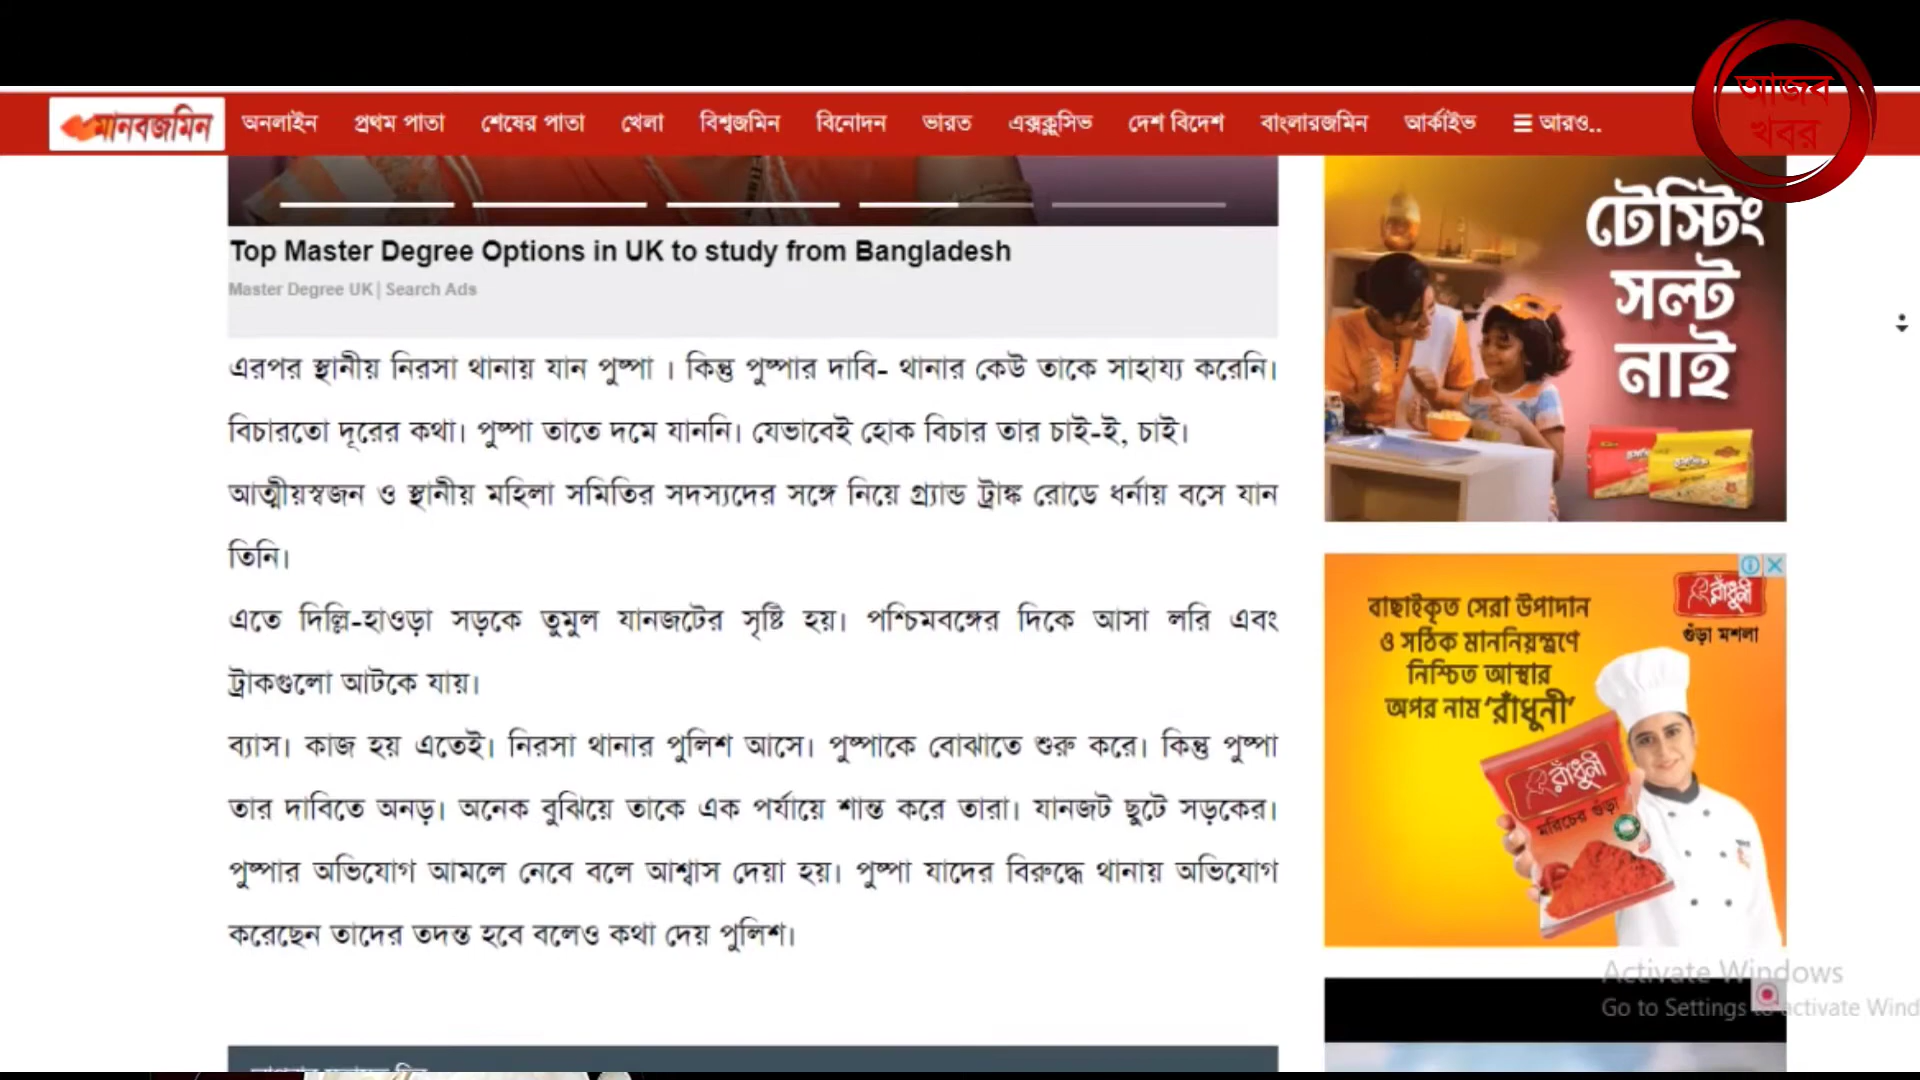 আজব
খবর
মানবজমিন
অনলাইন প্রথম পাতা শেষের পাতা খেলা বিশ্বজমিন বিনোদন ভারত এক্সক্লুসিভ দেশ বিদেশ বাংলারজমিন আর্কাইভ আরও..
Top Master Degree Options in UK to study from Bangladesh
Master Degree UK | Search Ads
এরপর স্থানীয় নিরসা থানায় যান পুষ্পা । কিন্তু পুষ্পার দাবি- থানার কেউ তাকে সাহায্য করেনি।
বিচারতো দূরের কথা। পুষ্পা তাতে দমে যাননি। যেভাবেই হোক বিচার তার চাই-ই, চাই।
আত্মীয়স্বজন ও স্থানীয় মহিলা সমিতির সদস্যদের সঙ্গে নিয়ে গ্র্যান্ড ট্রাঙ্ক রোডে ধর্নায় বসে যান
তিনি।
এতে দিল্লি-হাওড়া সড়কে তুমুল যানজটের সৃষ্টি হয়। পশ্চিমবঙ্গের দিকে আসা লরি এবং
ট্রাকগুলো আটকে যায়।
ব্যাস। কাজ হয় এতেই। নিরসা থানার পুলিশ আসে। পুষ্পাকে বোঝাতে শুরু করে। কিন্তু পুষ্পা
তার দাবিতে অনড়। অনেক বুঝিয়ে তাকে এক পর্যায়ে শান্ত করে তারা। যানজট ছুটে সড়কের।
পুষ্পার অভিযোগ আমলে নেবে বলে আশ্বাস দেয়া হয়। পুষ্পা যাদের বিরুদ্ধে থানায় অভিযোগ
করেছেন তাদের তদন্ত হবে বলেও কথা দেয় পুলিশ।
টেস্টিং
সল্ট
নাই
রাঁধুনী
গুঁড়া মশলা
বাছাইকৃত সেরা উপাদান
ও সঠিক মাননিয়ন্ত্রণে
নিশ্চিত আস্থার
অপর নাম ‘রাঁধুনী’
রাঁধুনী
মরিচের গুঁড়া
Activate Windows
Go to Settings to activate Wind